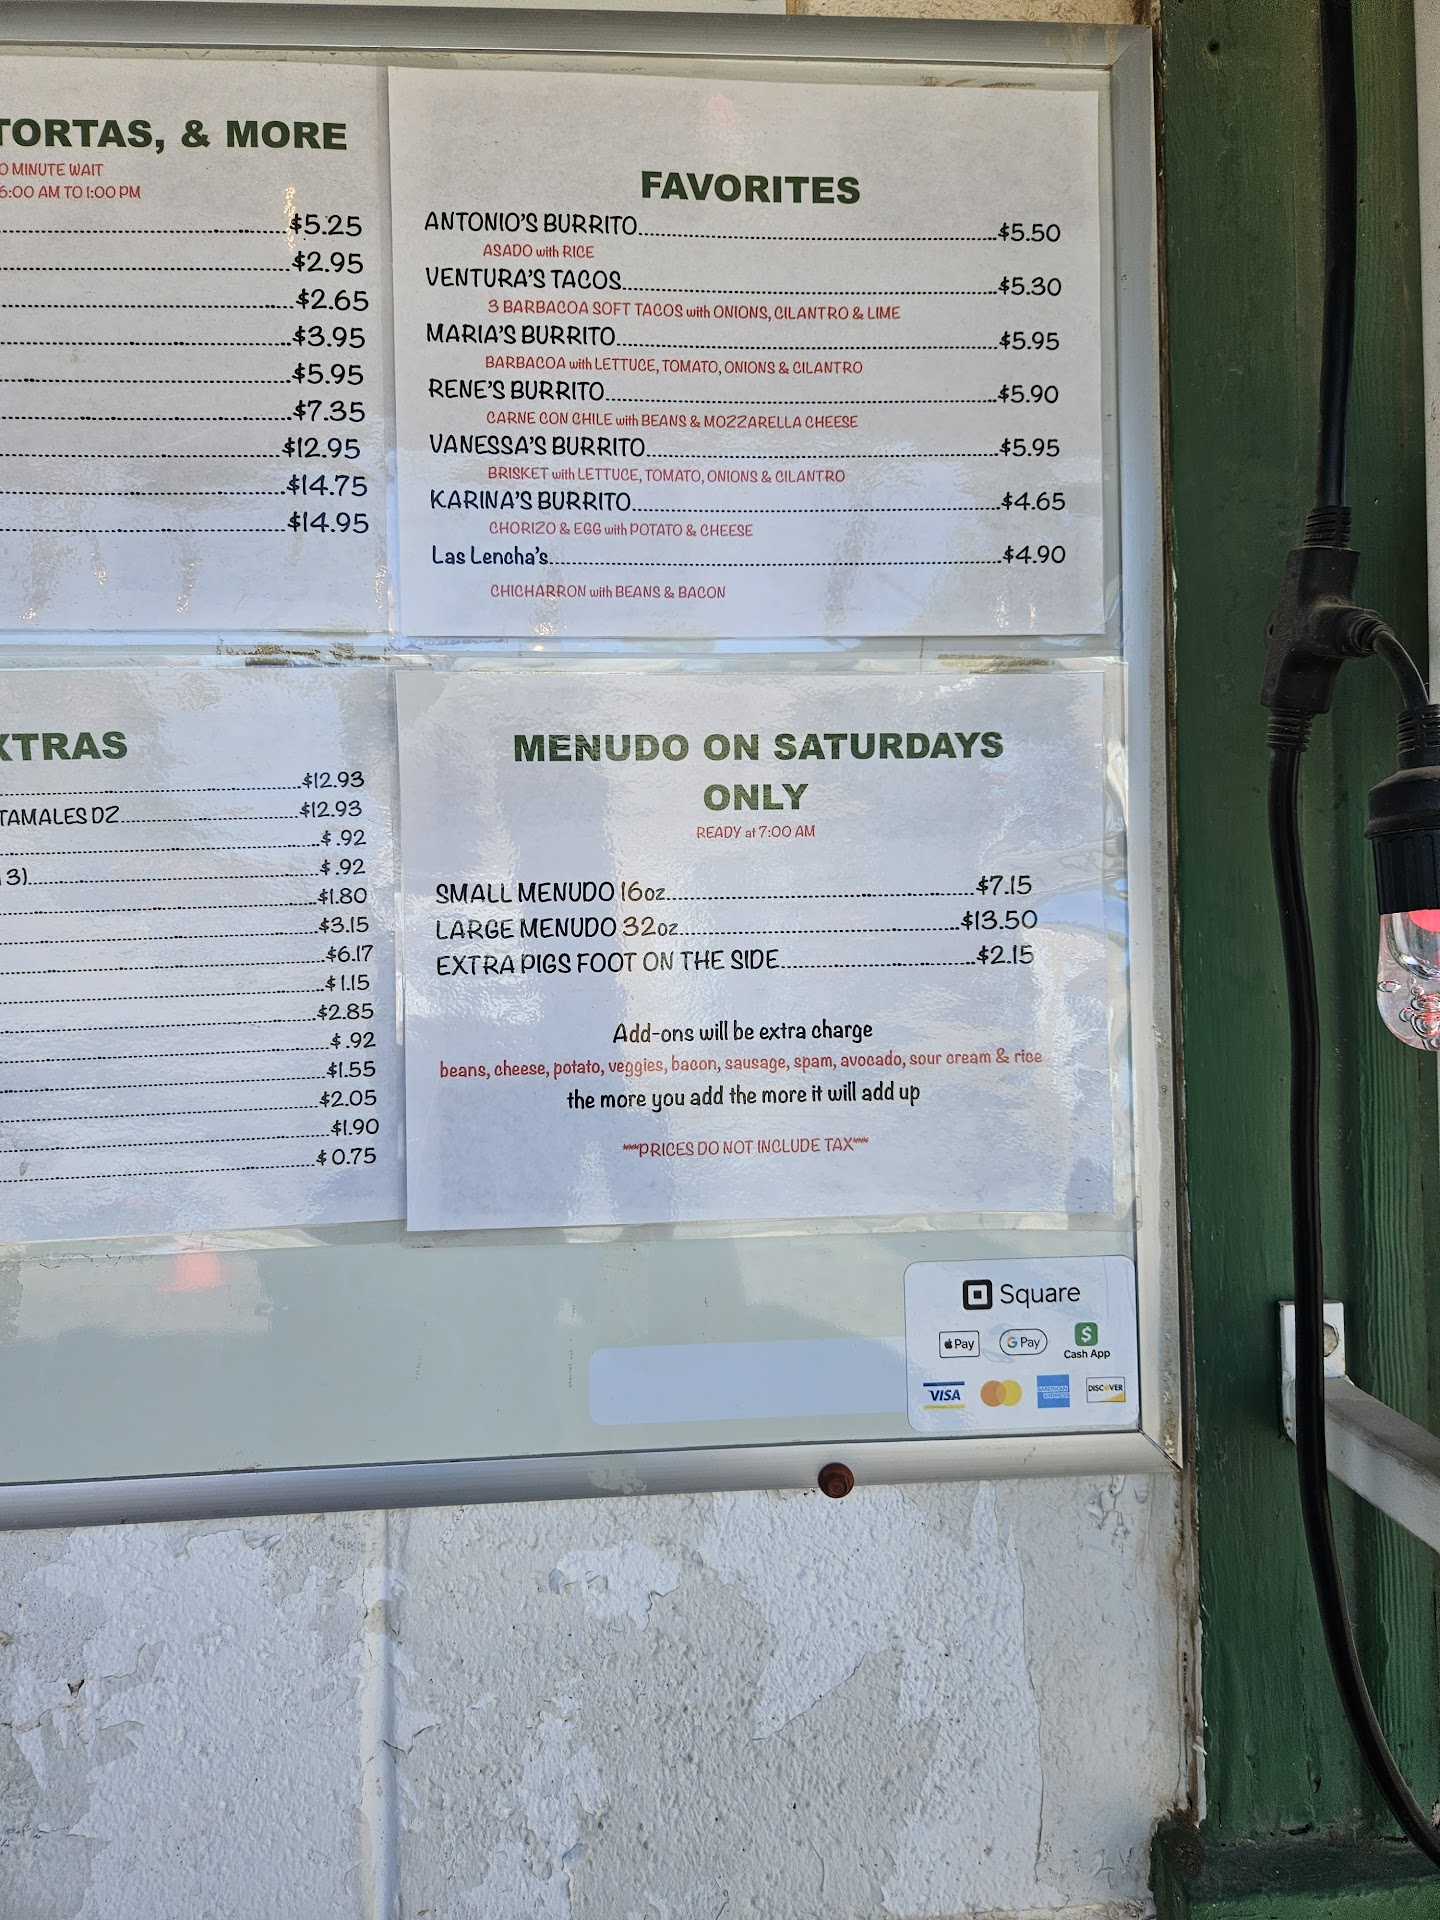 TORTAS, & MORE
0 MINUTE WAIT
6:00 AM TO 1:00 PM
$5.25
$2.95
$2.65
$3.95
$5.95
$7.35
$12.95
$14.75
$14.95
FAVORITES
ANTONIO'S BURRITO $5.50
ASADO with RICE
VENTURA'S TACOS $5.30
3 BARBACOA SOFT TACOS with ONIONS, CILANTRO & LIME
MARIA'S BURRITO $5.95
BARBACOA with LETTUCE, TOMATO, ONIONS & CILANTRO
RENE'S BURRITO $5.90
CARNE CON CHILE with BEANS & MOZZARELLA CHEESE
VANESSA'S BURRITO $5.95
BRISKET with LETTUCE, TOMATO, ONIONS & CILANTRO
KARINA'S BURRITO $4.65
CHORIZO & EGG with POTATO & CHEESE
Las Lencha's $4.90
CHICHARRON with BEANS & BACON
XTRAS
$12.93
TAMALES DZ $12.93
$ .92
3) $ .92
$1.80
$3.15
$6.17
$1.15
$2.85
$ .92
$1.55
$2.05
$1.90
$ 0.75
MENUDO ON SATURDAYS
ONLY
READY at 7:00 AM
SMALL MENUDO 16oz $7.15
LARGE MENUDO 32oz $13.50
EXTRA PIGS FOOT ON THE SIDE $2.15
Add-ons will be extra charge
beans, cheese, potato, veggies, bacon, sausage, spam, avocado, sour cream & rice
the more you add the more it will add up
***PRICES DO NOT INCLUDE TAX***
Square
Pay G Pay $
Cash App
VISA AMERICAN EXPRESS DISCOVER